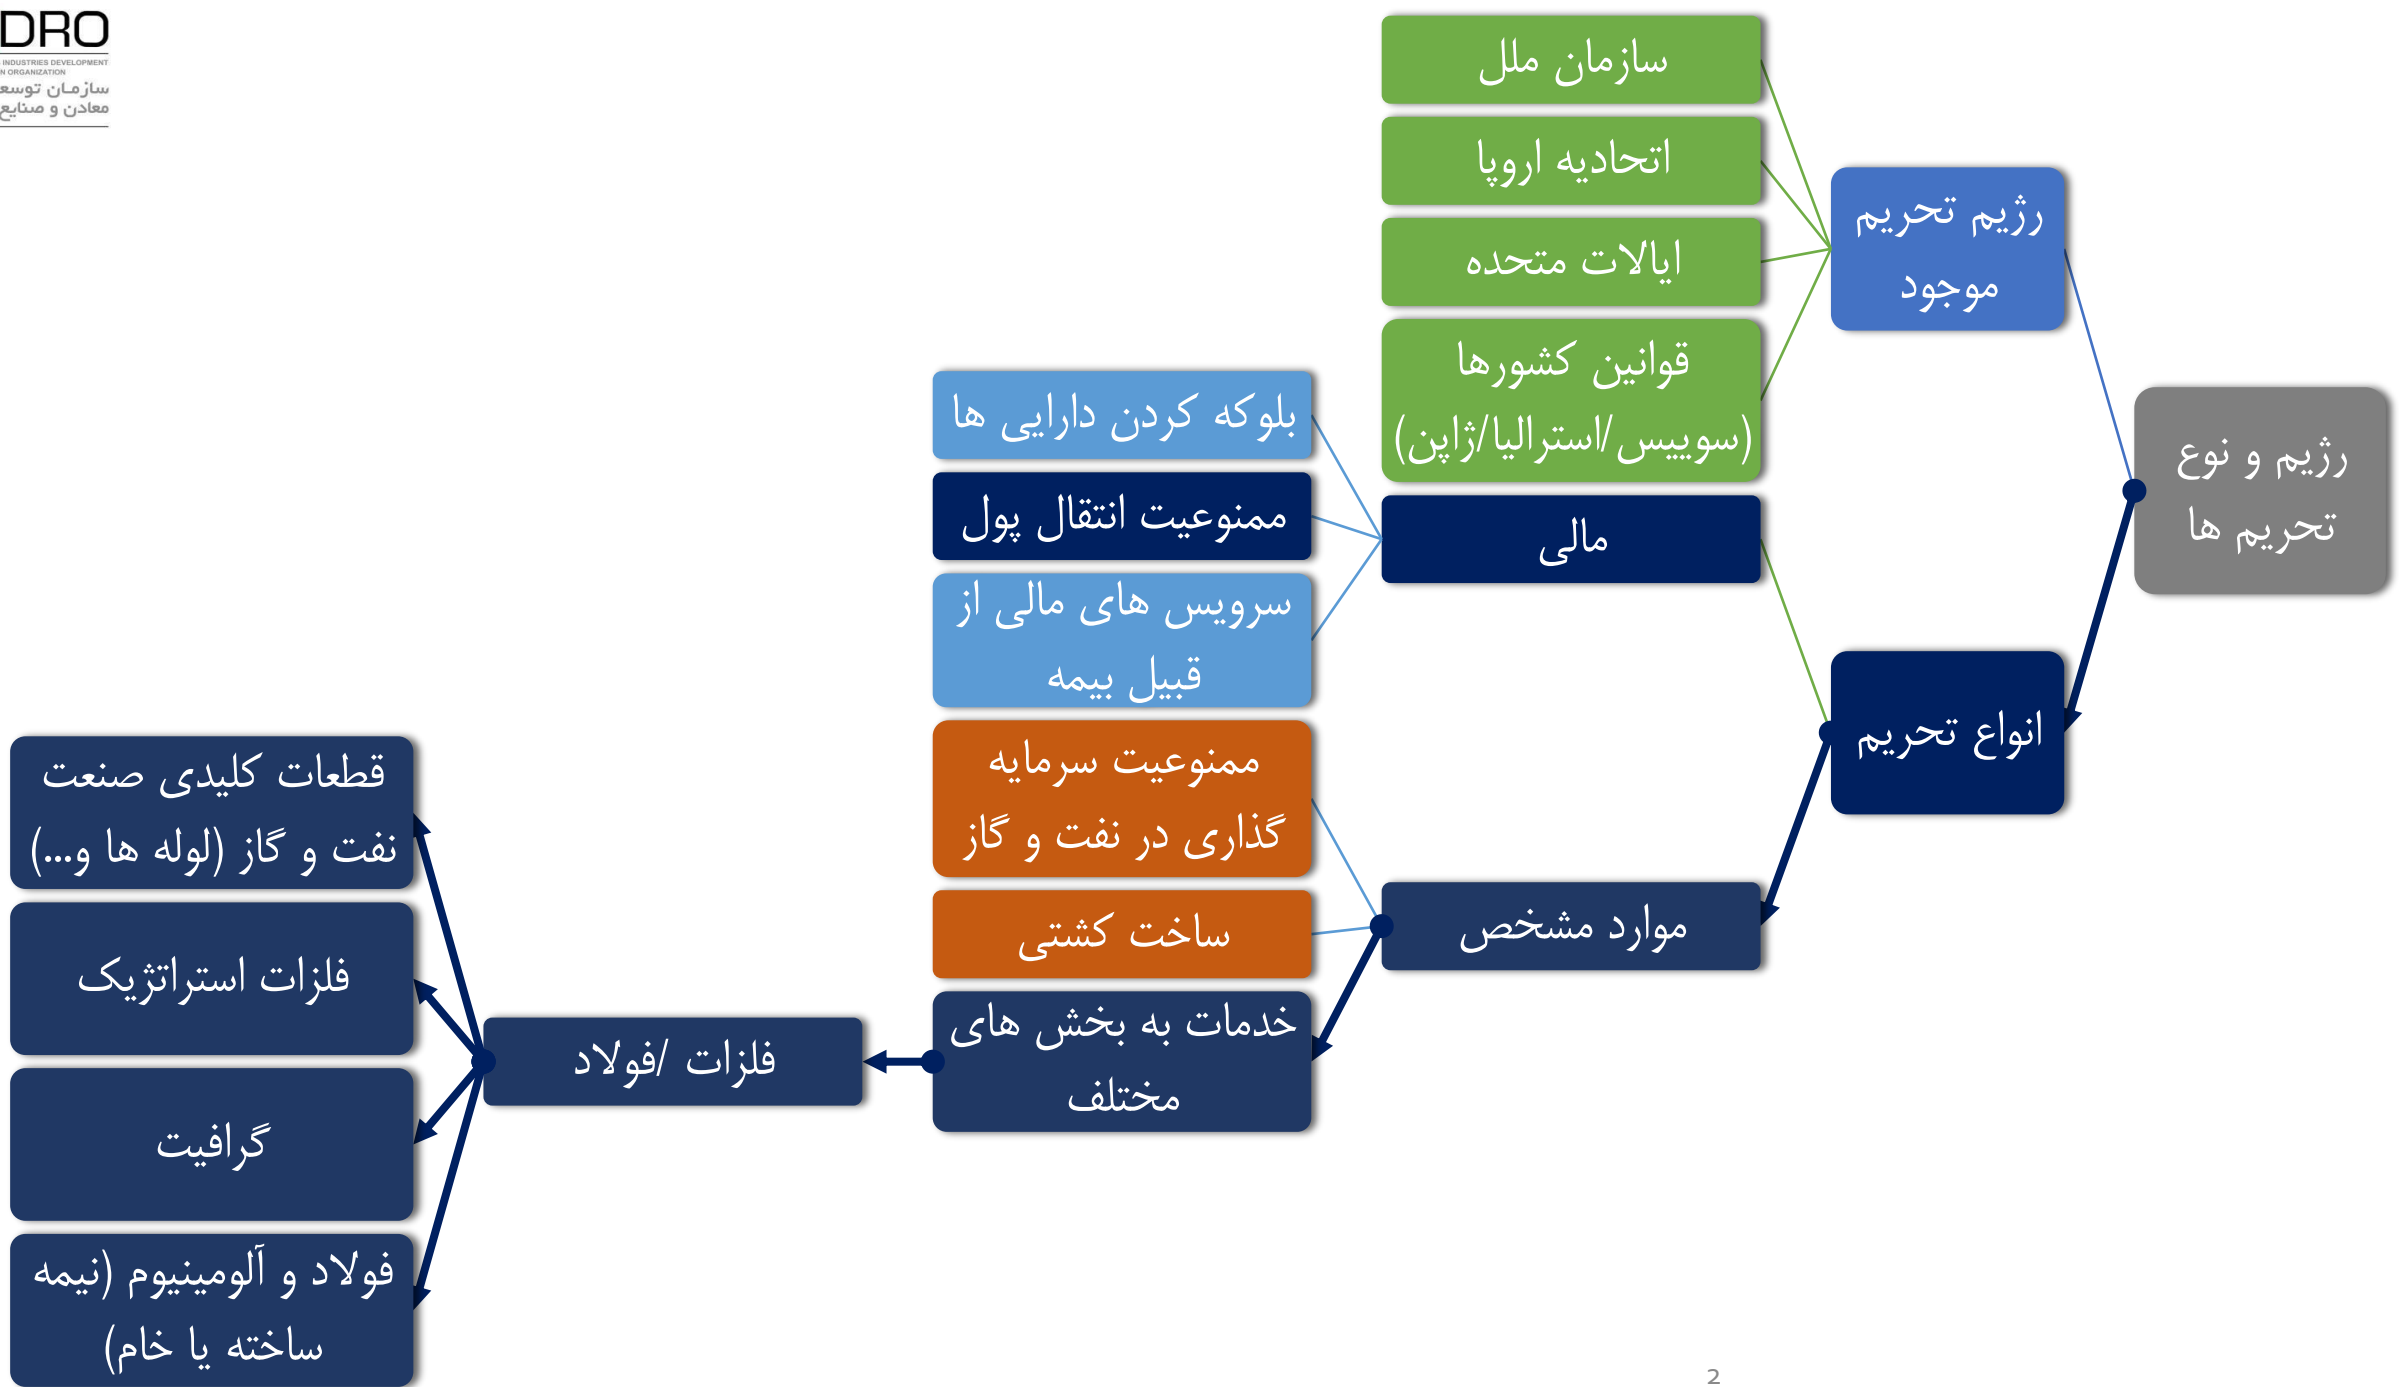 DRO
INDUSTRIES DEVELOPMENT
N ORGANIZATION
سازمان توسع
معادن و صنایع
رژیم و نوع
تحریم ها
رژیم تحریم
موجود
سازمان ملل
اتحادیه اروپا
ایالات متحده
قوانین کشورها
(سوییس/استرالیا/ژاپن)
انواع تحریم
مالی
بلوکه کردن دارایی ها
ممنوعیت انتقال پول
سرویس های مالی از
قبیل بیمه
موارد مشخص
ممنوعیت سرمایه
گذاری در نفت و گاز
ساخت کشتی
خدمات به بخش های
مختلف
فلزات /فولاد
قطعات کلیدی صنعت
نفت و گاز (لوله ها و...)
فلزات استراتژیک
گرافیت
فولاد و آلومینیوم (نیمه
ساخته یا خام)
2